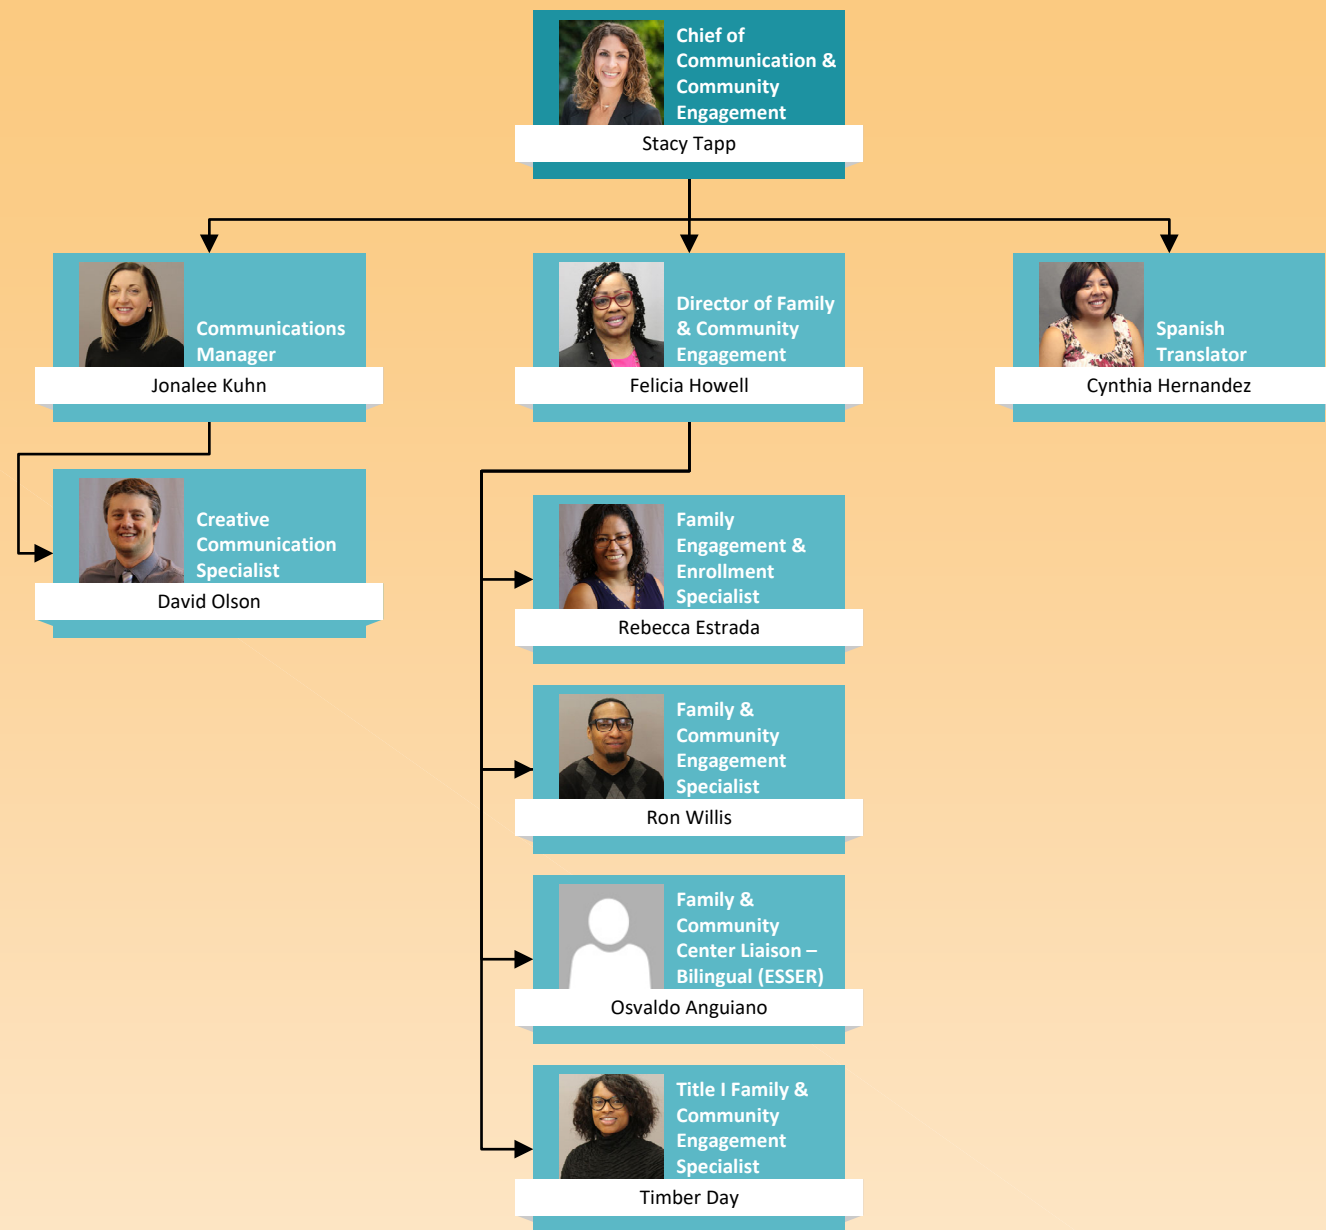 Chief of
Communication &
Community
Engagement
Stacy Tapp
Communications
Manager
Jonalee Kuhn
Director of Family
& Community
Engagement
Felicia Howell
Spanish
Translator
Cynthia Hernandez
Creative
Communication
Specialist
David Olson
Family
Engagement &
Enrollment
Specialist
Rebecca Estrada
Family &
Community
Engagement
Specialist
Ron Willis
Family &
Community
Center Liaison –
Bilingual (ESSER)
Osvaldo Anguiano
Title I Family &
Community
Engagement
Specialist
Timber Day